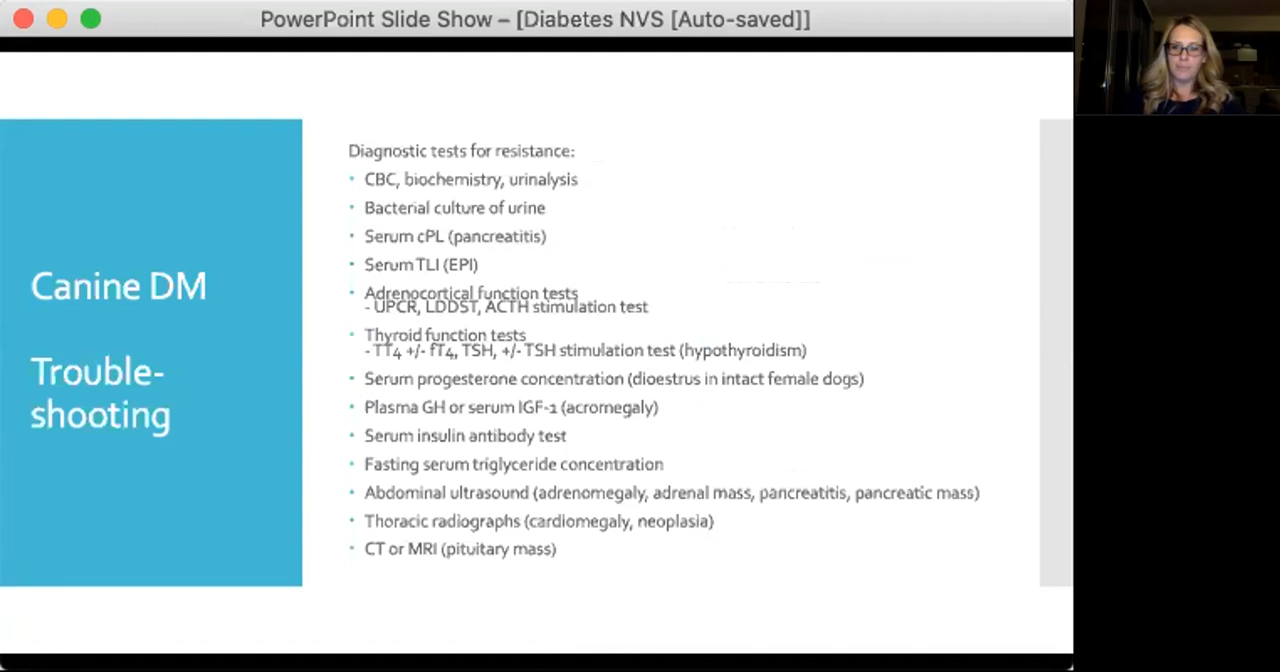 PowerPoint Slide Show – [Diabetes NVS [Auto-saved]]
Canine DM
Trouble-
shooting
Diagnostic tests for resistance:
• CBC, biochemistry, urinalysis
• Bacterial culture of urine
• Serum cPL (pancreatitis)
• Serum TLI (EPI)
• Adrenocortical function tests
- UPCR, LDDST, ACTH stimulation test
• Thyroid function tests
- TT4 +/- fT4, TSH, +/- TSH stimulation test (hypothyroidism)
• Serum progesterone concentration (dioestrus in intact female dogs)
• Plasma GH or serum IGF-1 (acromegaly)
• Serum insulin antibody test
• Fasting serum triglyceride concentration
• Abdominal ultrasound (adrenomegaly, adrenal mass, pancreatitis, pancreatic mass)
• Thoracic radiographs (cardiomegaly, neoplasia)
• CT or MRI (pituitary mass)